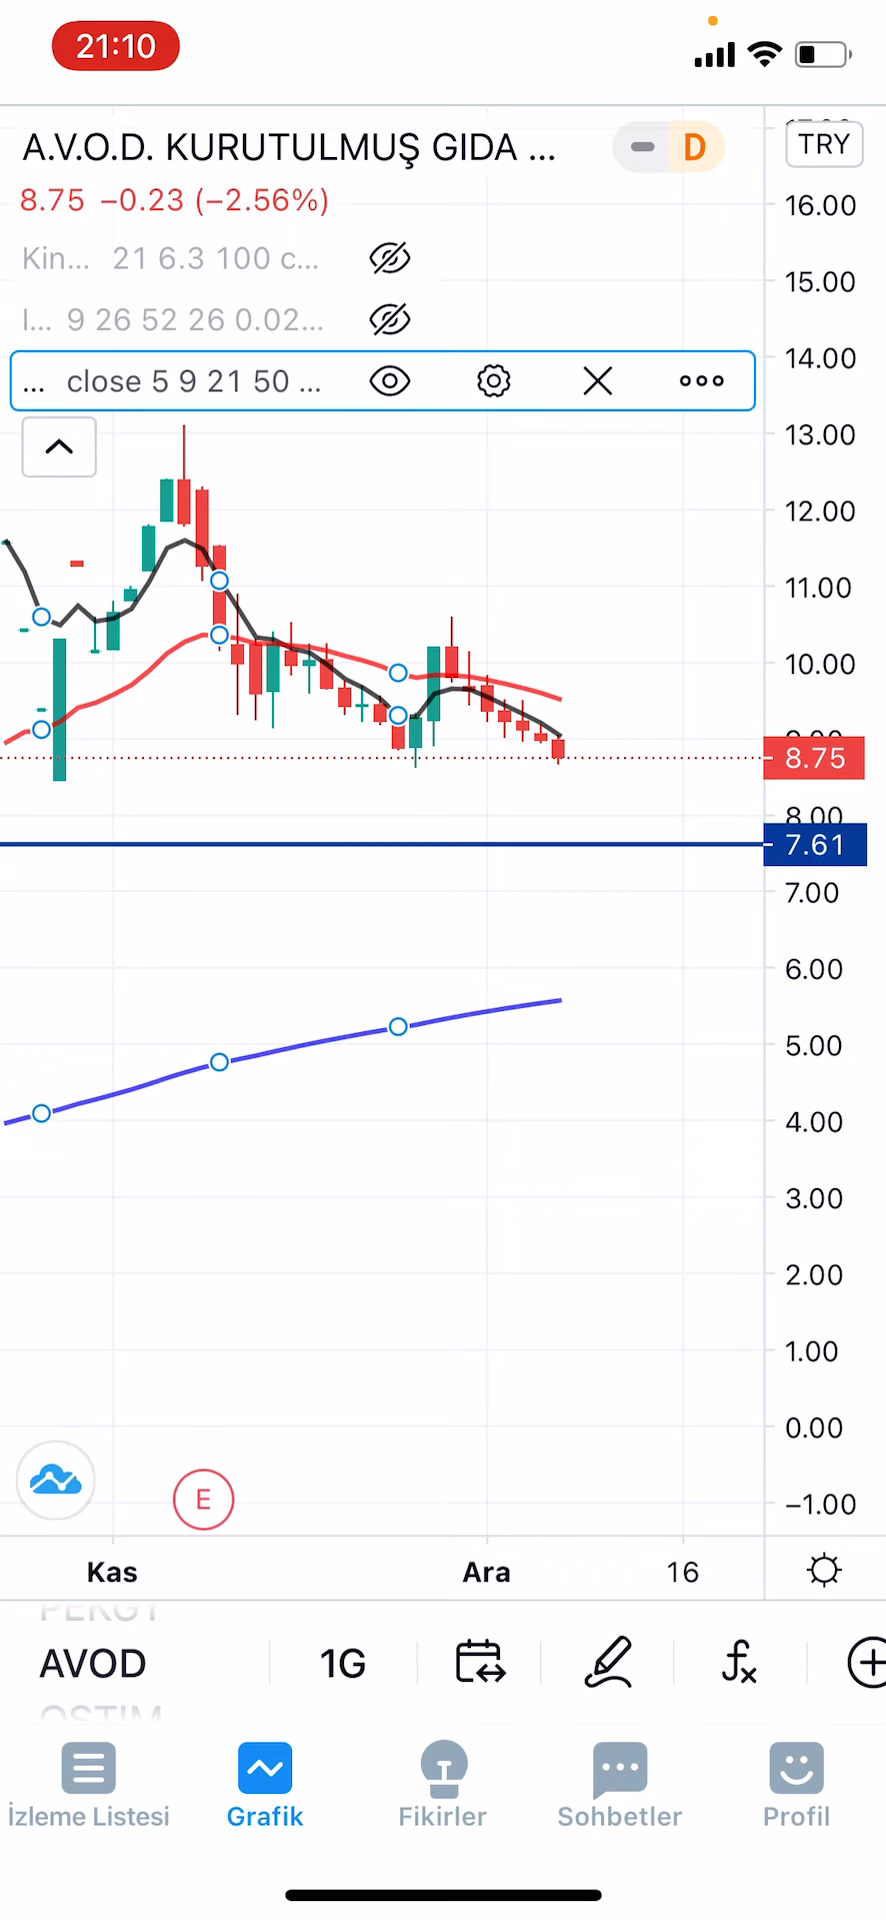 21:10
A.V.O.D. KURUTULMUŞ GIDA ...
D
TRY
8.75 −0.23 (−2.56%)
Kin... 21 6.3 100 c...
I... 9 26 52 26 0.02...
... close 5 9 21 50 ...
16.00
15.00
14.00
13.00
12.00
11.00
10.00
8.75
8.00
7.61
7.00
6.00
5.00
4.00
3.00
2.00
1.00
0.00
−1.00
E
Kas
Ara
16
PEKGY
AVOD
1G
fx
OSTIM
İzleme Listesi
Grafik
Fikirler
Sohbetler
Profil